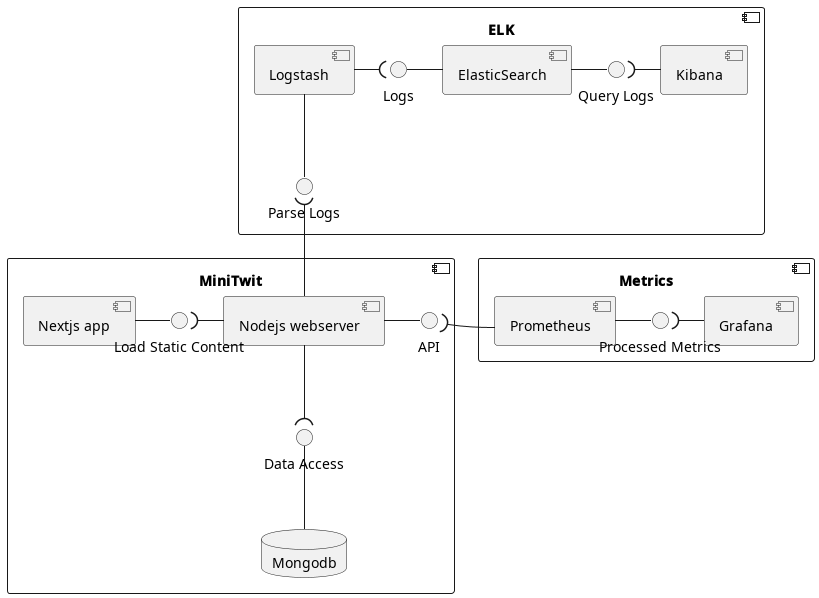 ELK
Logstash
ElasticSearch
Kibana
Logs
Query Logs
Parse Logs
MiniTwit
Metrics
Nextjs app
Nodejs webserver
Prometheus
Grafana
Load Static Content
API
Processed Metrics
Data Access
Mongodb